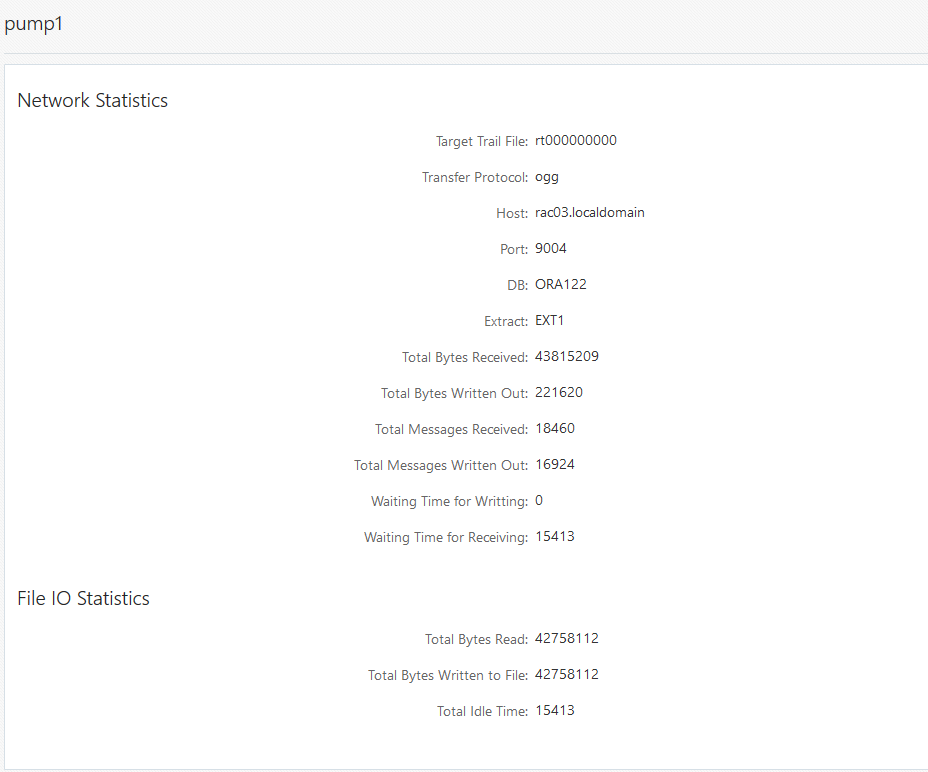 pump1
Network Statistics
Target Trail File: rt000000000
Transfer Protocol: ogg
Host: rac03.localdomain
Port: 9004
DB: ORA122
Extract: EXT1
Total Bytes Received: 43815209
Total Bytes Written Out: 221620
Total Messages Received: 18460
Total Messages Written Out: 16924
Waiting Time for Writting: 0
Waiting Time for Receiving: 15413
File IO Statistics
Total Bytes Read: 42758112
Total Bytes Written to File: 42758112
Total Idle Time: 15413